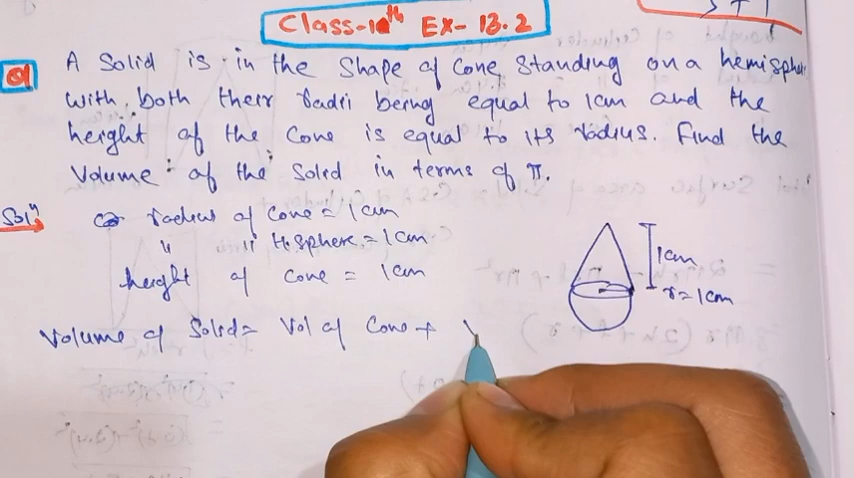 Class-10th Ex-13.2
Q1 A Solid is in the Shape of Cone Standing on a hemisphe
with both their radii being equal to 1cm and the
height of the Cone is equal to its radius. Find the
Volume of the Solid in terms of π.
Solⁿ radius of Cone = 1cm
" " H.sphere = 1cm
height of Cone = 1cm
1cm
r=1cm
Volume of Solid = Vol of Cone + V